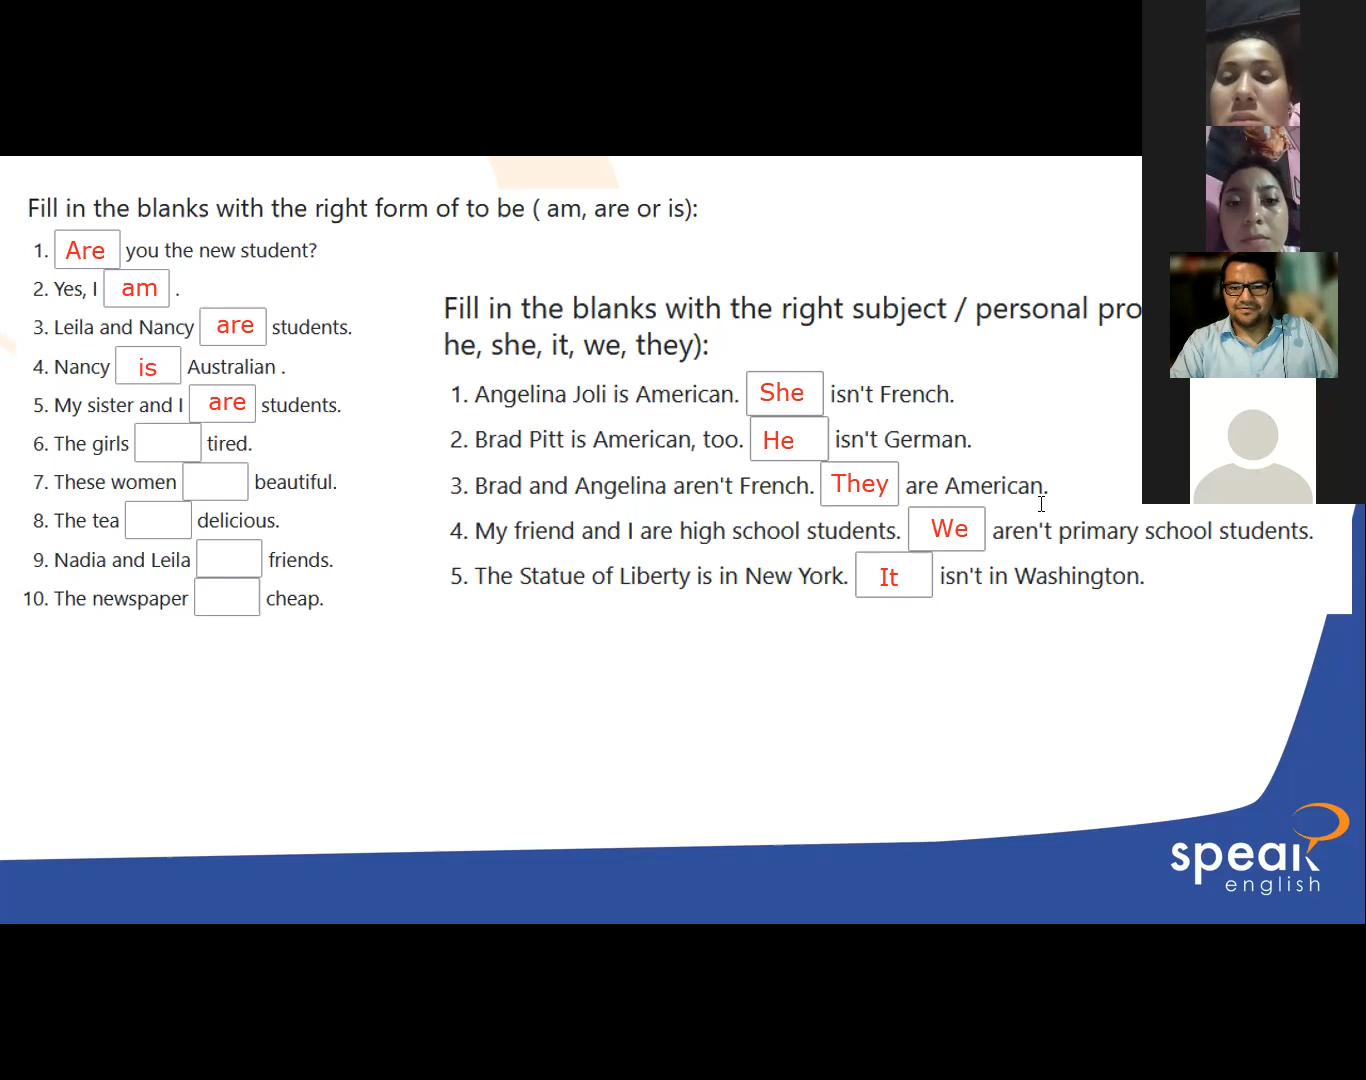 Fill in the blanks with the right form of to be ( am, are or is):
1. Are you the new student?
2. Yes, I am .
3. Leila and Nancy are students.
4. Nancy is Australian .
5. My sister and I are students.
6. The girls tired.
7. These women beautiful.
8. The tea delicious.
9. Nadia and Leila friends.
10. The newspaper cheap.
Fill in the blanks with the right subject / personal pro
he, she, it, we, they):
1. Angelina Joli is American. She isn't French.
2. Brad Pitt is American, too. He isn't German.
3. Brad and Angelina aren't French. They are American.
4. My friend and I are high school students. We aren't primary school students.
5. The Statue of Liberty is in New York. It isn't in Washington.
speak
english